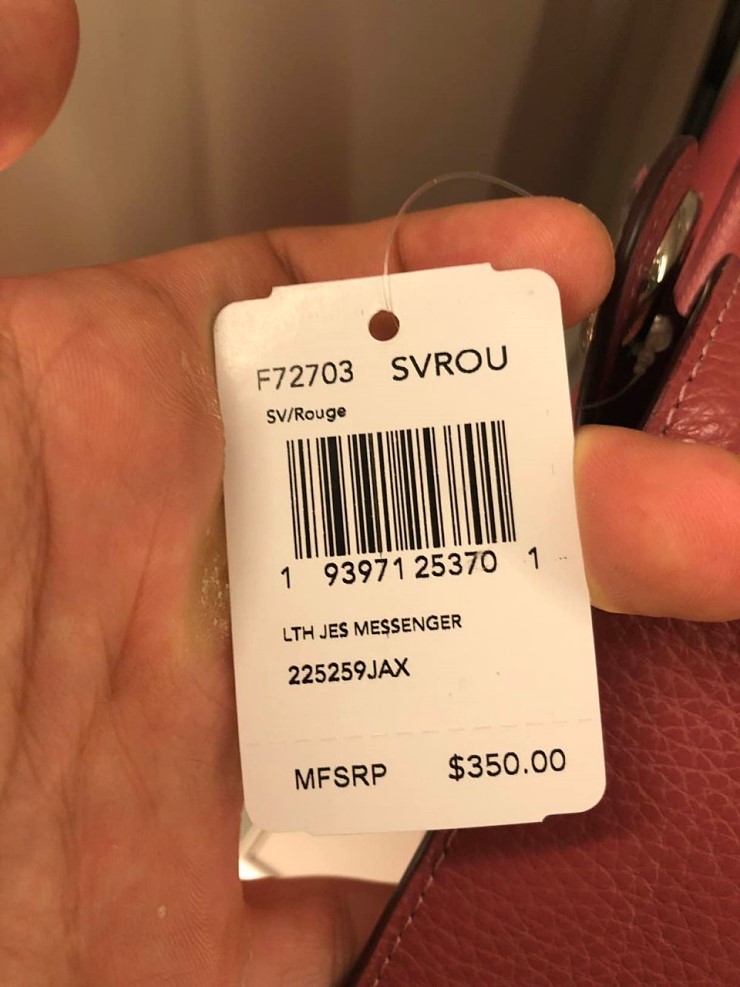 F72703 SVROU
SV/Rouge
1 93971 25370 1
LTH JES MESSENGER
225259JAX
MFSRP $350.00